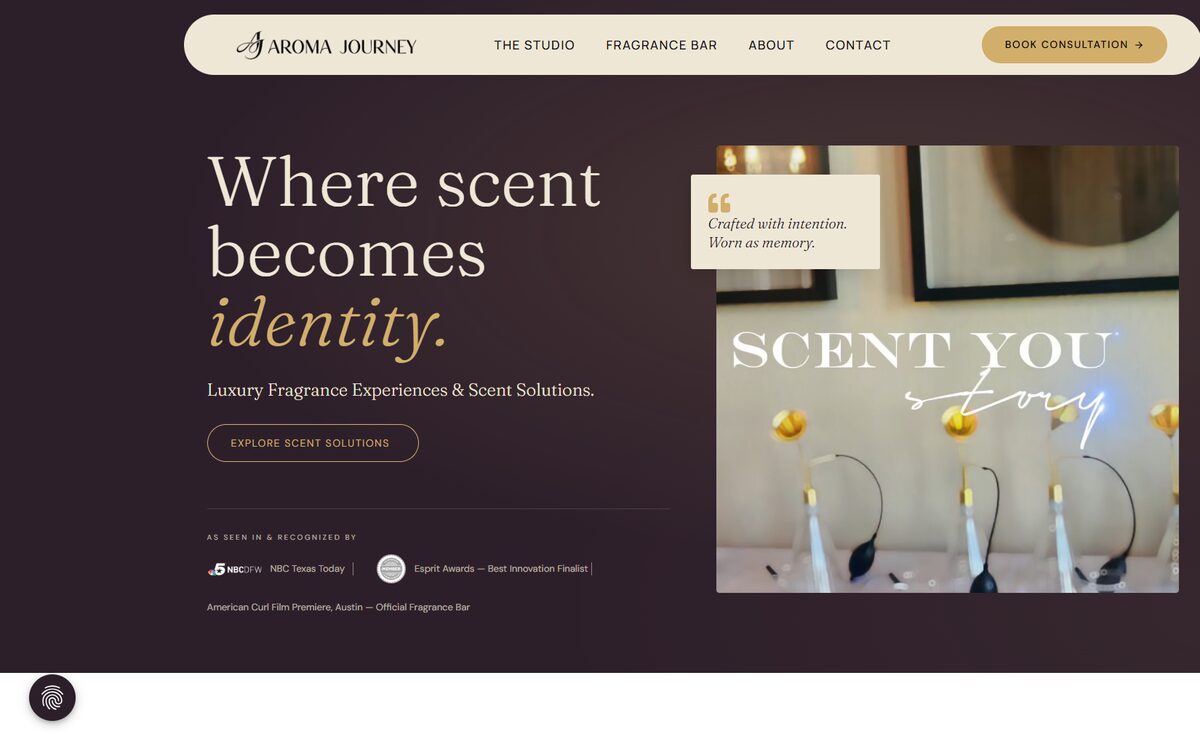 AROMA JOURNEY
THE STUDIO
FRAGRANCE BAR
ABOUT
CONTACT
BOOK CONSULTATION →
Where scent
becomes
identity.
Luxury Fragrance Experiences & Scent Solutions.
EXPLORE SCENT SOLUTIONS
AS SEEN IN & RECOGNIZED BY
5 NBCDFW
NBC Texas Today
MEMBER
Esprit Awards — Best Innovation Finalist
American Curl Film Premiere, Austin — Official Fragrance Bar
❝
Crafted with intention.
Worn as memory.
SCENT YOU
story